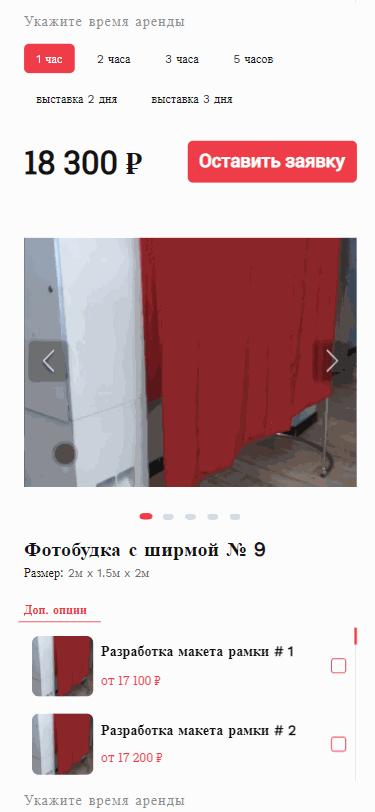 Укажите время аренды
1 час 2 часа 3 часа 5 часов
выставка 2 дня выставка 3 дня
18 300 ₽ Оставить заявку
Фотобудка с ширмой № 9
Размер: 2м x 1.5м x 2м
Доп. опции
Разработка макета рамки # 1
от 17 100 ₽
Разработка макета рамки # 2
от 17 200 ₽
Укажите время аренды